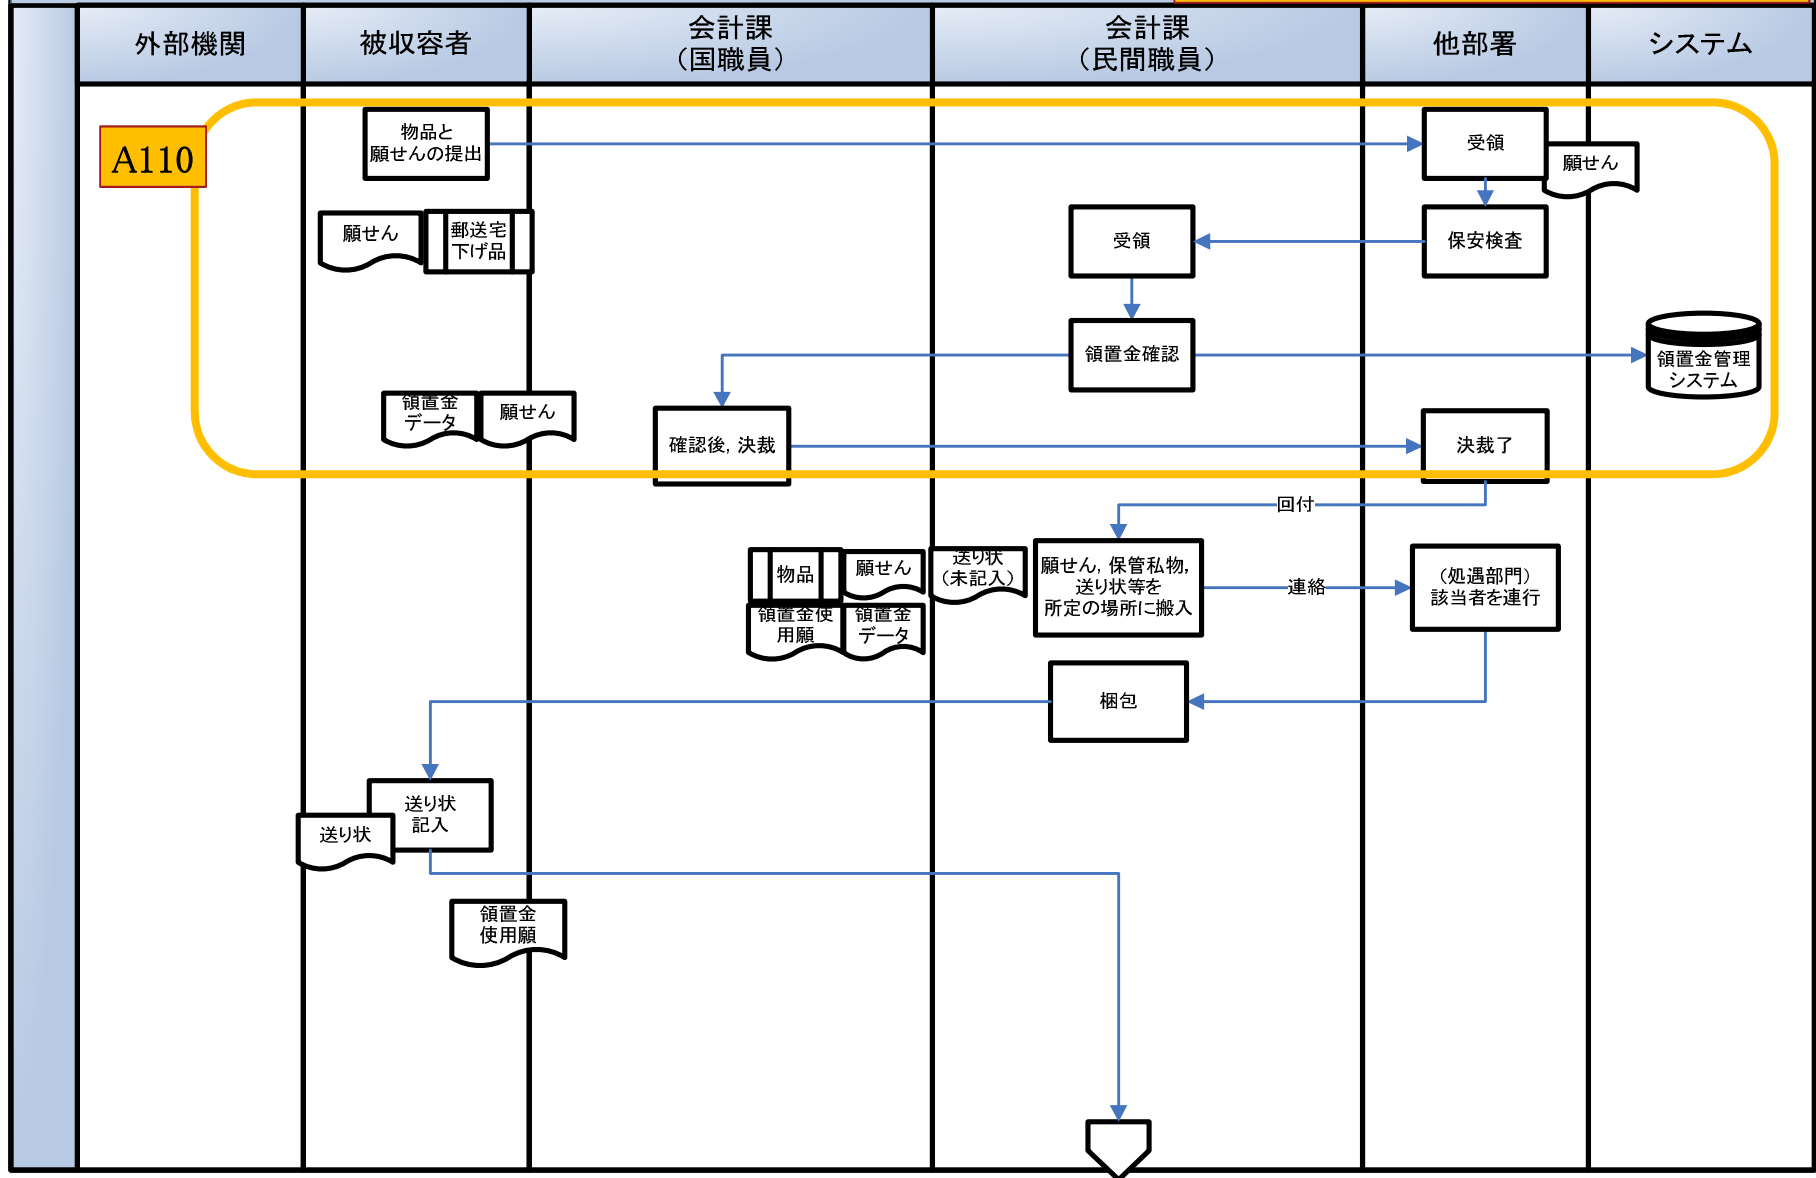 外部機関
被収容者
会計課
（国職員）
会計課
（民間職員）
他部署
システム
A110
物品と
願せんの提出
受領
願せん
願せん
郵送宅
下げ品
受領
保安検査
領置金確認
領置金管理
システム
領置金
データ
願せん
確認後，決裁
決裁了
回付
物品
願せん
送り状
（未記入）
領置金使
用願
領置金
データ
願せん，保管私物，
送り状等を
所定の場所に搬入
連絡
（処遇部門）
該当者を連行
梱包
送り状
記入
送り状
領置金
使用願